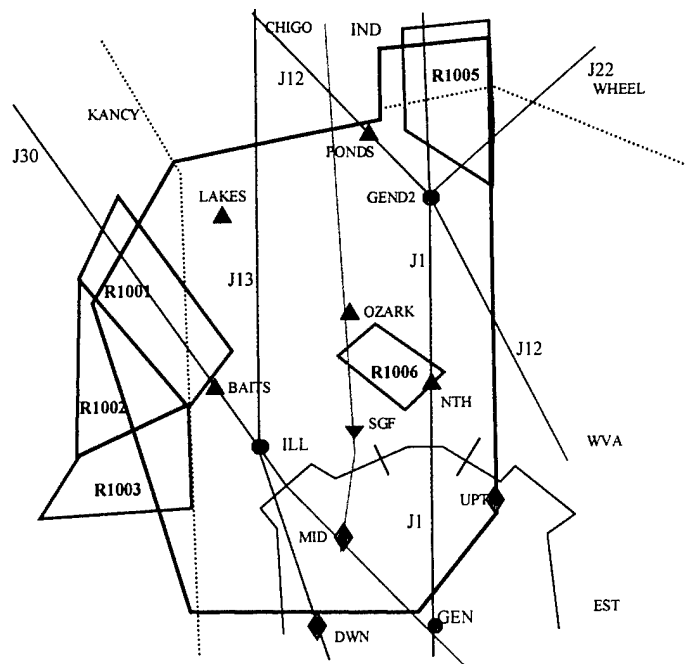 CHIGO
IND
J12
R1005
J22
WHEEL
KANCY
PONDS
J30
LAKES
GEND2
J13
J1
R1001
OZARK
J12
R1006
BAITS
NTH
R1002
SGF
ILL
WVA
R1003
UPT
J1
MID
EST
GEN
DWN